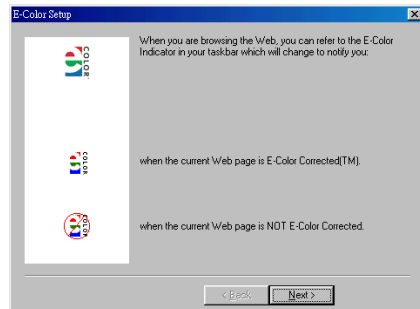 E-Color Setup
COLOR
When you are browsing the Web, you can refer to the E-Color
Indicator in your taskbar which will change to notify you:
COLOR
when the current Web page is E-Color Corrected(TM).
COLOR
when the current Web page is NOT E-Color Corrected.
< Back
Next >